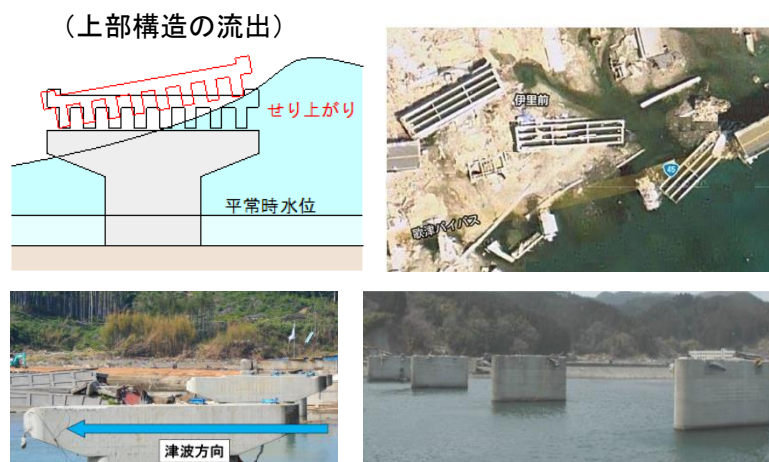 （上部構造の流出）
せり上がり
平常時水位
伊里前
45
歌津バイパス
津波方向